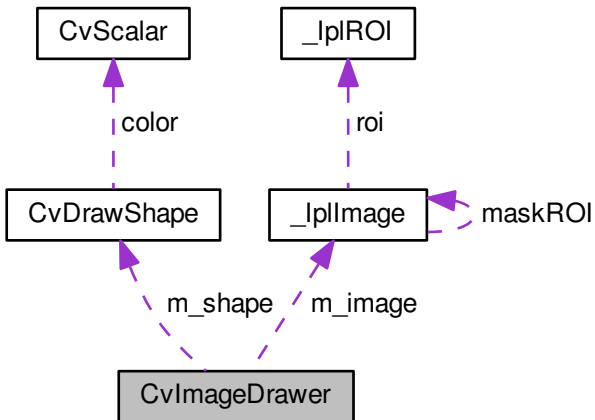 CvScalar
_IplROI
color
roi
CvDrawShape
_IplImage
maskROI
m_shape
m_image
CvImageDrawer